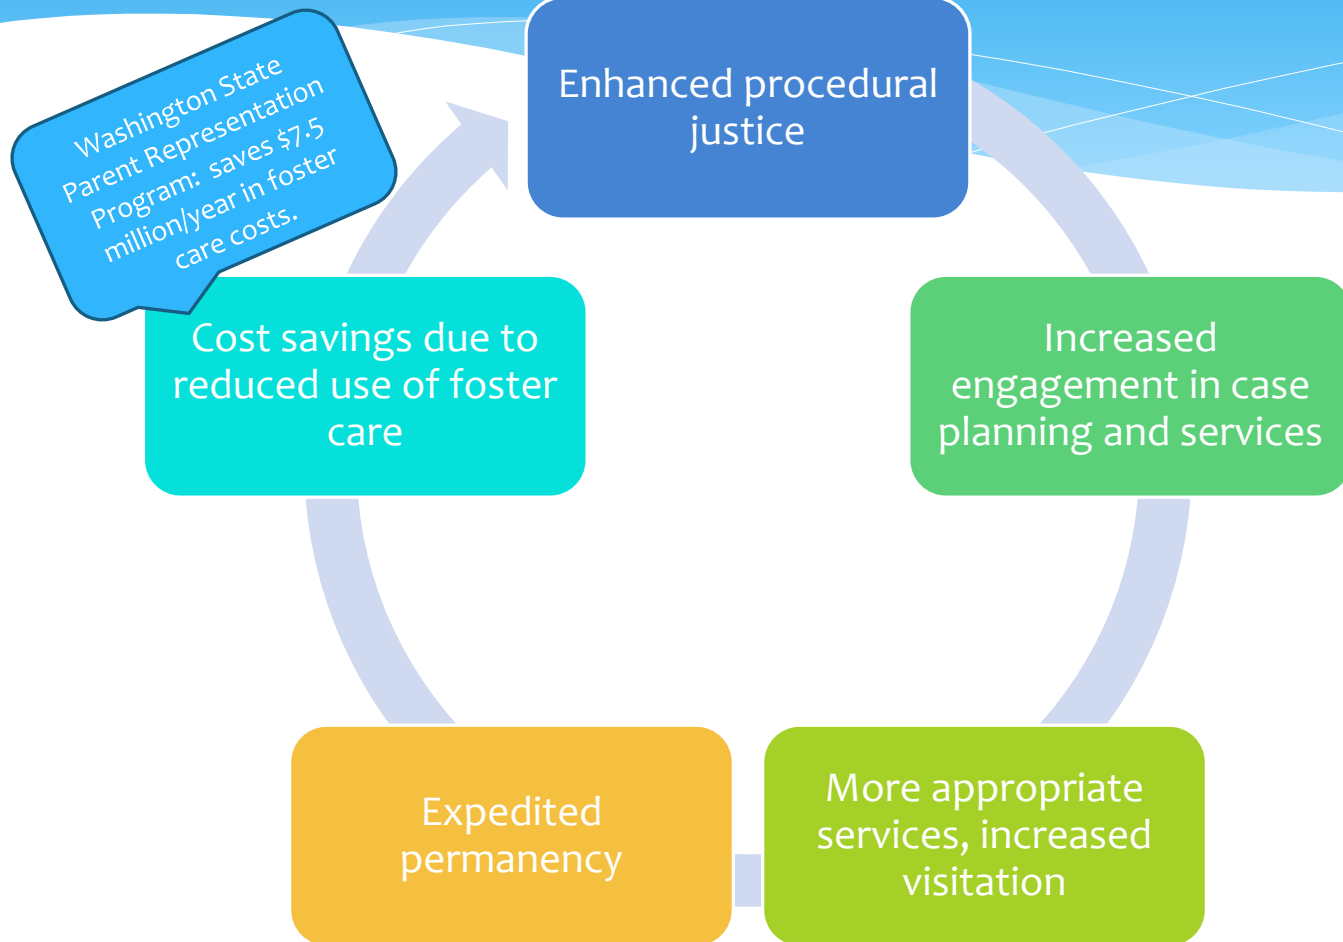 Washington State
Parent Representation
Program:  saves $7.5
million/year in foster
care costs.
Enhanced procedural
justice
Increased
engagement in case
planning and services
More appropriate
services, increased
visitation
Expedited
permanency
Cost savings due to
reduced use of foster
care